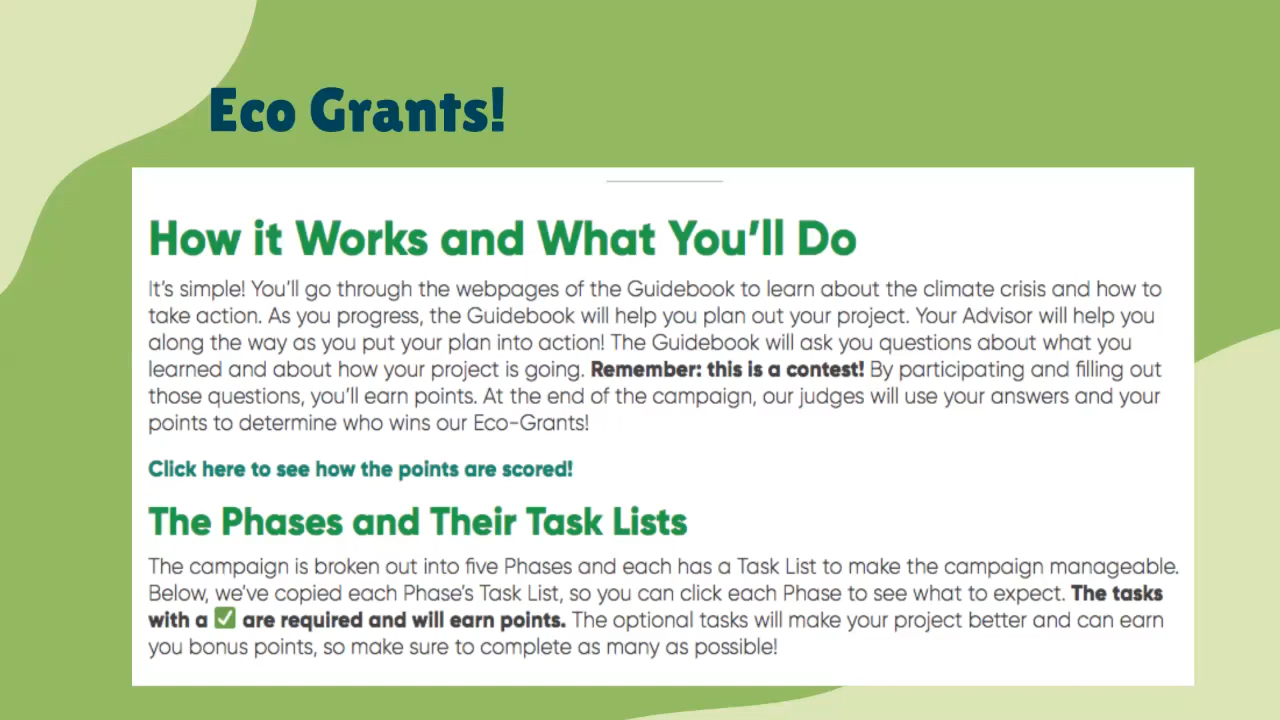 Eco Grants!
How it Works and What You’ll Do
It’s simple! You’ll go through the webpages of the Guidebook to learn about the climate crisis and how to
take action. As you progress, the Guidebook will help you plan out your project. Your Advisor will help you
along the way as you put your plan into action! The Guidebook will ask you questions about what you
learned and about how your project is going. Remember: this is a contest! By participating and filling out
those questions, you’ll earn points. At the end of the campaign, our judges will use your answers and your
points to determine who wins our Eco-Grants!
Click here to see how the points are scored!
The Phases and Their Task Lists
The campaign is broken out into five Phases and each has a Task List to make the campaign manageable.
Below, we’ve copied each Phase’s Task List, so you can click each Phase to see what to expect. The tasks
with a ✅ are required and will earn points. The optional tasks will make your project better and can earn
you bonus points, so make sure to complete as many as possible!